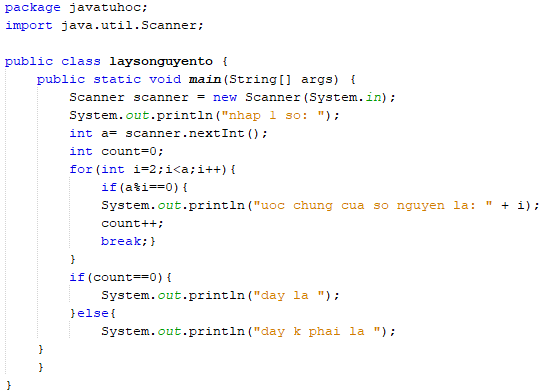 package javatuhoc;
import java.util.Scanner;

public class laysonguyento {
    public static void main(String[] args) {
        Scanner scanner = new Scanner(System.in);
        System.out.println("nhap 1 so: ");
        int a= scanner.nextInt();
        int count=0;
        for(int i=2;i<a;i++){
            if(a%i==0){
            System.out.println("uoc chung cua so nguyen la: " + i);
            count++;
            break;}
        }
        if(count==0){
            System.out.println("day la ");
        }else{
            System.out.println("day k phai la ");
    }
    }
}